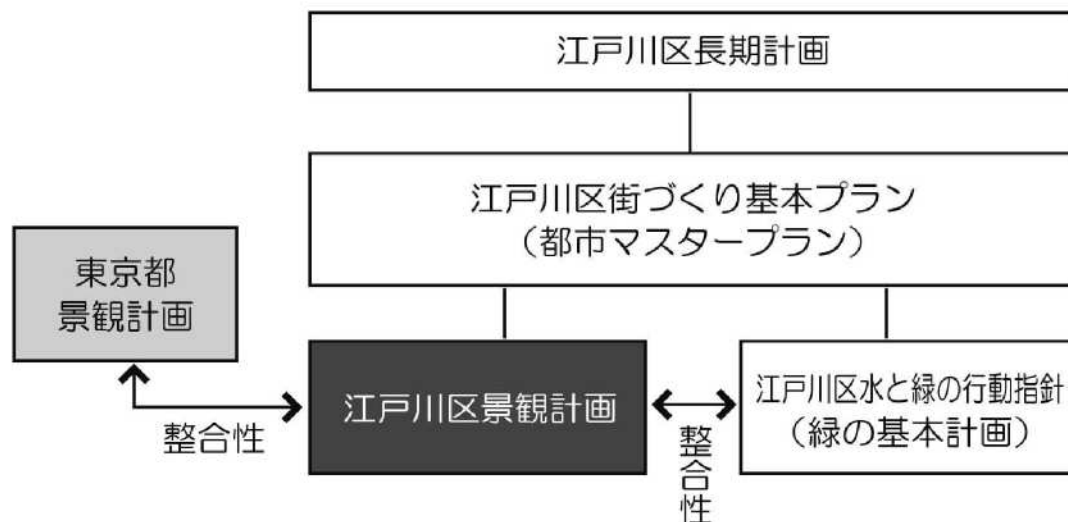 江戸川区長期計画
江戸川区街づくり基本プラン
（都市マスタープラン）
東京都
景観計画
江戸川区景観計画
江戸川区水と緑の行動指針
（緑の基本計画）
整合性
整合性